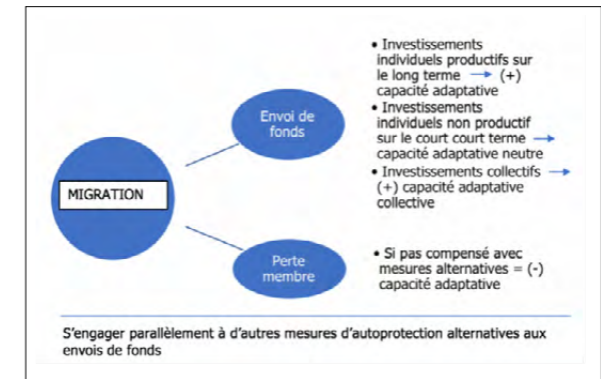 MIGRATION
Envoi de
fonds
• Investissements
individuels productifs sur
le long terme → (+)
capacité adaptative
• Investissements
individuels non productif
sur le court court terme →
capacité adaptative neutre
• Investissements collectifs →
(+) capacité adaptative
collective
Perte
membre
• Si pas compensé avec
mesures alternatives = (-)
capacité adaptative
S'engager parallèlement à d'autres mesures d'autoprotection alternatives aux
envois de fonds